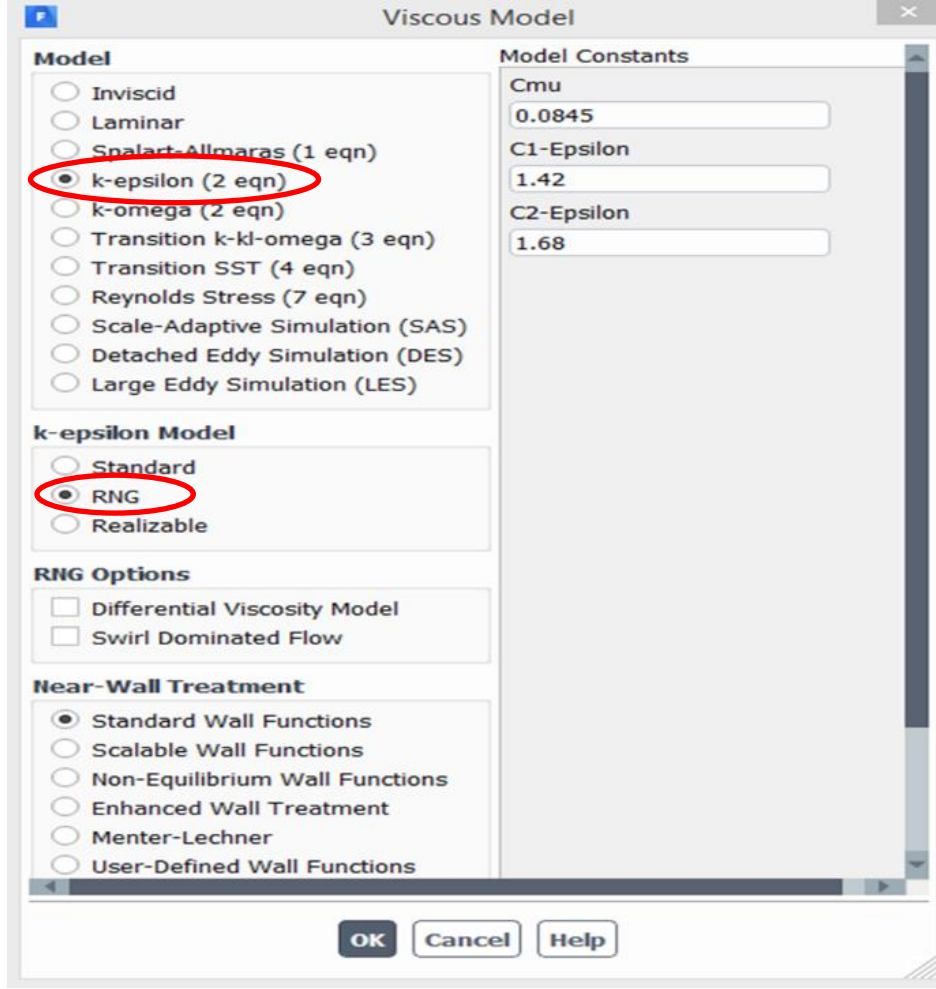 F
Viscous Model
Model
Inviscid
Laminar
Spalart-Allmaras (1 eqn)
k-epsilon (2 eqn)
k-omega (2 eqn)
Transition k-kl-omega (3 eqn)
Transition SST (4 eqn)
Reynolds Stress (7 eqn)
Scale-Adaptive Simulation (SAS)
Detached Eddy Simulation (DES)
Large Eddy Simulation (LES)
k-epsilon Model
Standard
RNG
Realizable
RNG Options
Differential Viscosity Model
Swirl Dominated Flow
Near-Wall Treatment
Standard Wall Functions
Scalable Wall Functions
Non-Equilibrium Wall Functions
Enhanced Wall Treatment
Menter-Lechner
User-Defined Wall Functions
Model Constants
Cmu
0.0845
C1-Epsilon
1.42
C2-Epsilon
1.68
OK Cancel Help